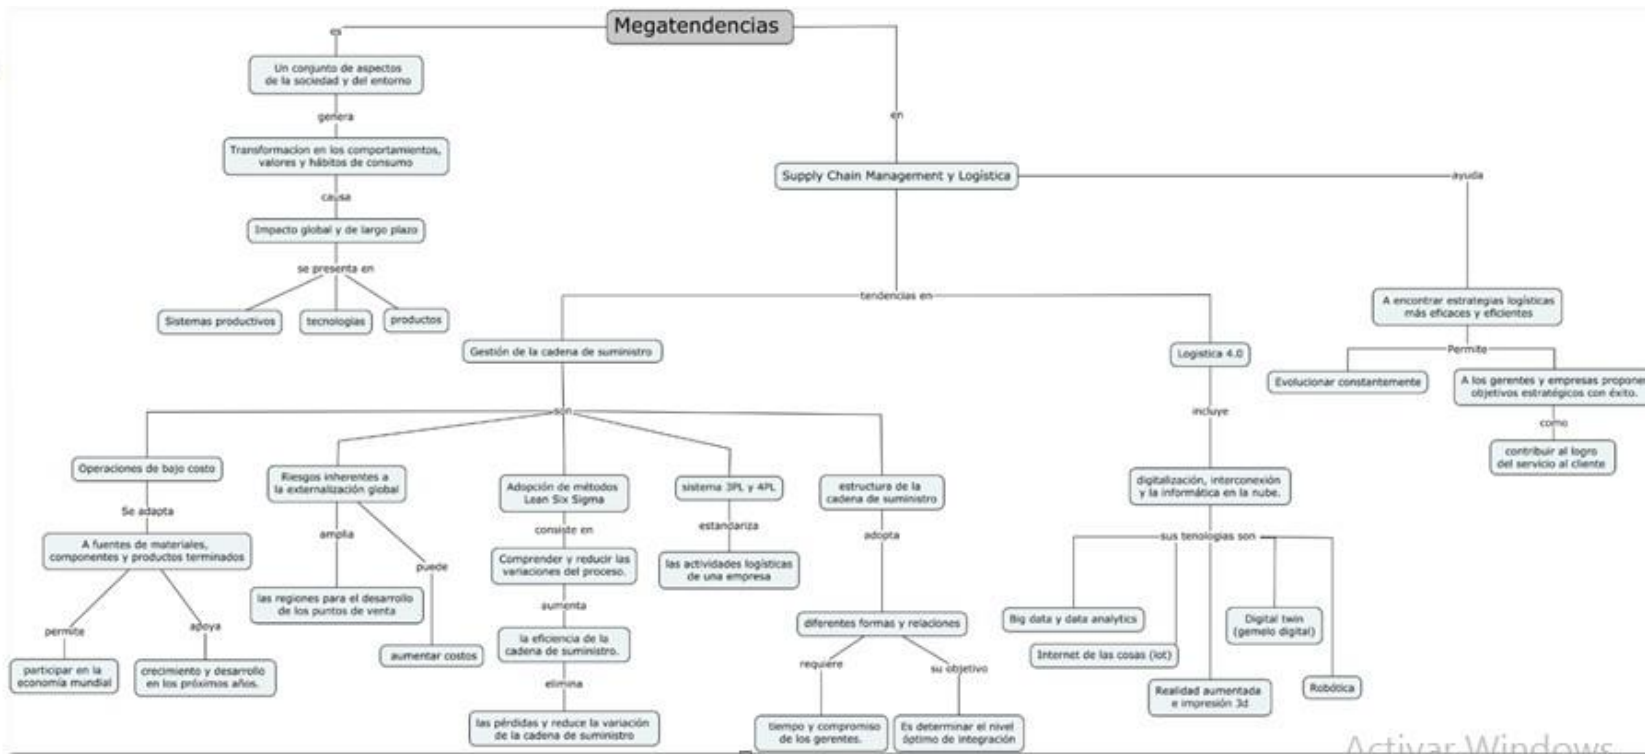 Megatendencias
es
Un conjunto de aspectos
de la sociedad y del entorno
genera
Transformacion en los comportamientos,
valores y hábitos de consumo
causa
Impacto global y de largo plazo
se presenta en
Sistemas productivos
tecnologías
productos
en
Supply Chain Management y Logística
ayuda
A encontrar estrategias logísticas
más eficaces y eficientes
Permite
Evolucionar constantemente
A los gerentes y empresas
objetivos estratégicos con éxito.
como
contribuir al logro
del servicio al cliente
tendencias en
Gestión de la cadena de suministro
son
Operaciones de bajo costo
Se adapta
A fuentes de materiales,
componentes y productos terminados
permite
participar en la
economía mundial
apoya
crecimiento y desarrollo
en los próximos años.
Riesgos inherentes a
la externalización global
amplia
las regiones para el desarrollo
de los puntos de venta
puede
aumentar costos
Adopción de métodos
Lean Six Sigma
consiste en
Comprender y reducir las
variaciones del proceso.
aumenta
la eficiencia de la
cadena de suministro.
elimina
las pérdidas y reduce la variación
de la cadena de suministro
sistema 3PL y 4PL
estandariza
las actividades logísticas
de una empresa
estructura de la
cadena de suministro
adopta
diferentes formas y relaciones
requiere
tiempo y compromiso
de los gerentes.
su objetivo
Es determinar el nivel
óptimo de integración
Logistica 4.0
incluye
digitalización, interconexión
y la informática en la nube.
sus tenologias son
Big data y data analytics
Internet de las cosas (iot)
Realidad aumentada
e impresión 3d
Digital twin
(gemelo digital)
Robótica
Activar Windows